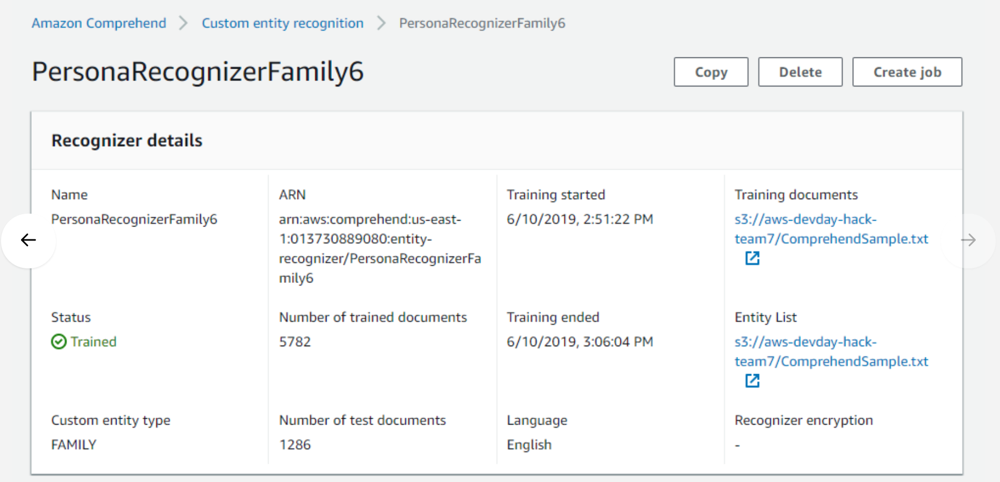 Amazon Comprehend > Custom entity recognition > PersonaRecognizerFamily6
PersonaRecognizerFamily6
Copy
Delete
Create job
Recognizer details
Name
PersonaRecognizerFamily6
ARN
arn:aws:comprehend:us-east-
1:013730889080:entity-
recognizer/PersonaRecognizerFa
mily6
Training started
6/10/2019, 2:51:22 PM
Training documents
s3://aws-devday-hack-
team7/ComprehendSample.txt
Status
Trained
Number of trained documents
5782
Training ended
6/10/2019, 3:06:04 PM
Entity List
s3://aws-devday-hack-
team7/ComprehendSample.txt
Custom entity type
FAMILY
Number of test documents
1286
Language
English
Recognizer encryption
-